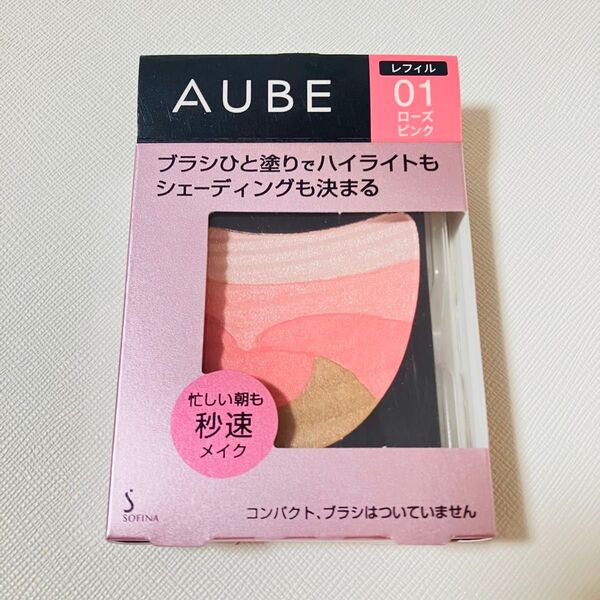 AUBE
レフィル
01
ローズ
ピンク
ブラシひと塗りでハイライトも
シェーディングも決まる
忙しい朝も
秒速
メイク
SOFINA
コンパクト、ブラシはついていません